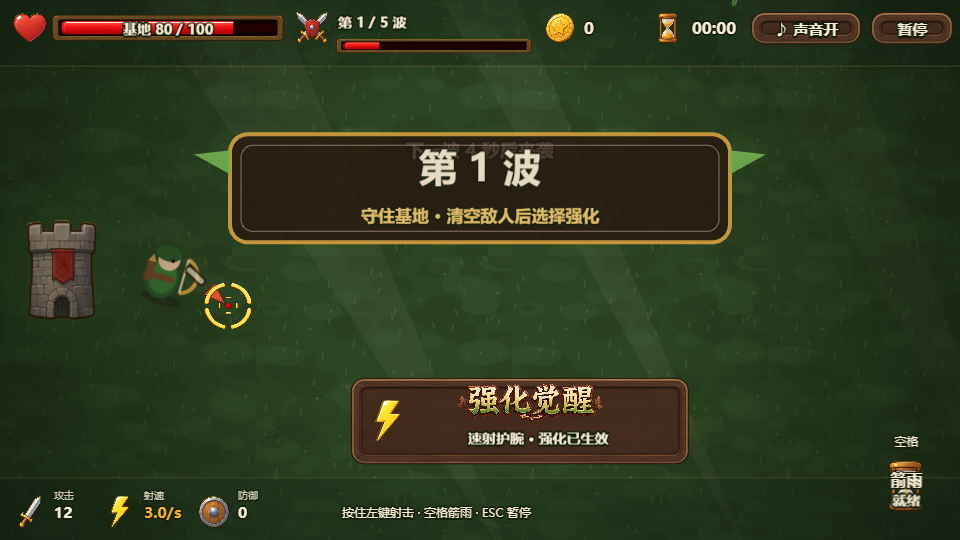 基地 80 / 100
第 1 / 5 波
0
00:00
♪ 声音开
暂停
第 1 波
守住基地 · 清空敌人后选择强化
强化觉醒
速射护腕 · 强化已生效
空格
箭雨
就绪
攻击
12
射速
3.0/s
防御
0
按住左键射击 · 空格箭雨 · ESC 暂停